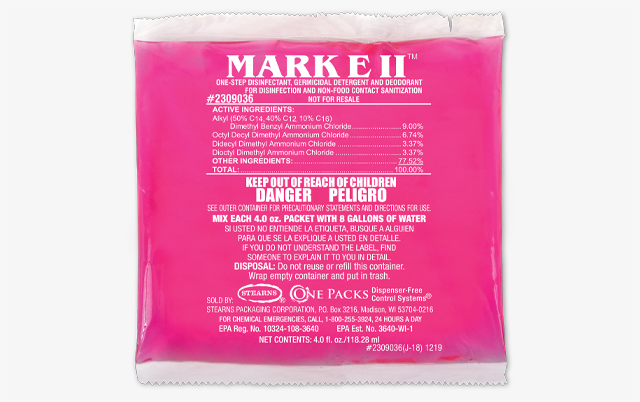 MARK E II™
ONE-STEP DISINFECTANT, GERMICIDAL DETERGENT AND DEODORANT
FOR DISINFECTION AND NON-FOOD CONTACT SANITIZATION
#2309036 NOT FOR RESALE
ACTIVE INGREDIENTS:
Alkyl (50% C14, 40% C12, 10% C16)
Dimethyl Benzyl Ammonium Chloride 9.00%
Octyl Decyl Dimethyl Ammonium Chloride 6.74%
Didecyl Dimethyl Ammonium Chloride 3.37%
Dioctyl Dimethyl Ammonium Chloride 3.37%
OTHER INGREDIENTS: 77.52%
TOTAL: 100.00%
KEEP OUT OF REACH OF CHILDREN
DANGER PELIGRO
SEE OUTER CONTAINER FOR PRECAUTIONARY STATEMENTS AND DIRECTIONS FOR USE.
MIX EACH 4.0 oz. PACKET WITH 8 GALLONS OF WATER
SI USTED NO ENTIENDE LA ETIQUETA, BUSQUE A ALGUIEN
PARA QUE SE LA EXPLIQUE A USTED EN DETALLE.
IF YOU DO NOT UNDERSTAND THE LABEL, FIND
SOMEONE TO EXPLAIN IT TO YOU IN DETAIL.
DISPOSAL: Do not reuse or refill this container.
Wrap empty container and put in trash.
SOLD BY: STEARNS ONE PACKS Dispenser-Free
Control Systems®
STEARNS PACKAGING CORPORATION, P.O. Box 3216, Madison, WI 53704-0216
FOR CHEMICAL EMERGENCIES, CALL, 1-800-255-3924, 24 HOURS A DAY
EPA Reg. No. 10324-108-3640 EPA Est. No. 3640-WI-1
NET CONTENTS: 4.0 fl. oz./118.28 ml
#2309036(J-18) 1219